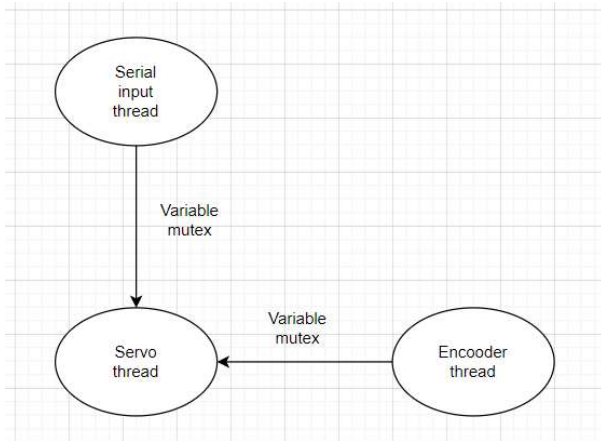 Serial
input
thread
Variable
mutex
Variable
mutex
Servo
thread
Encooder
thread